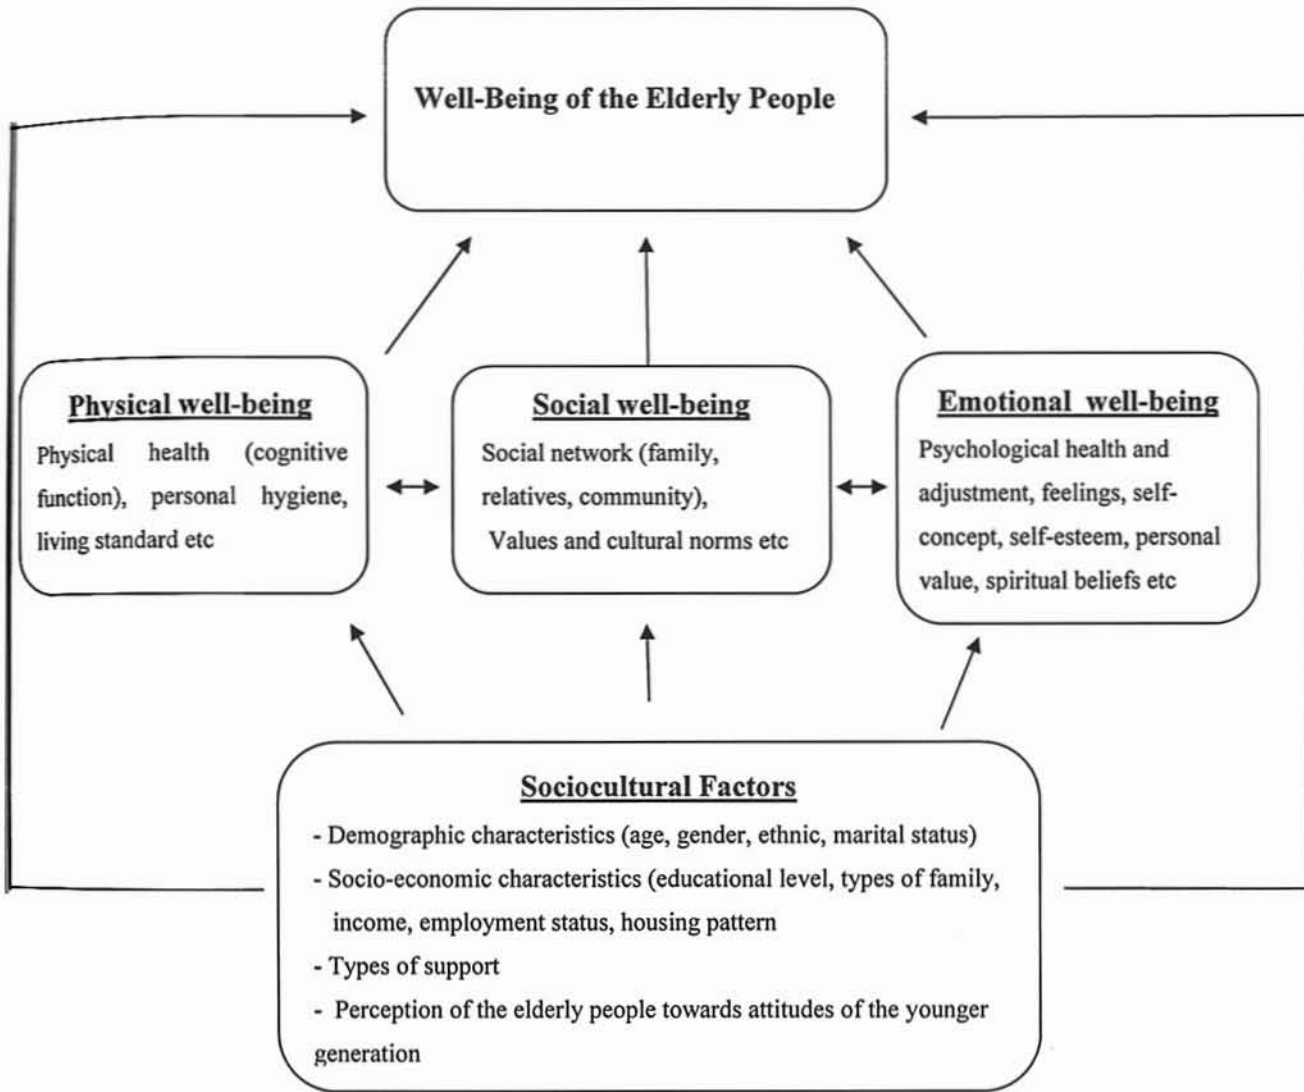 Well-Being of the Elderly People
Physical well-being
Physical health (cognitive
function), personal hygiene,
living standard etc
Social well-being
Social network (family,
relatives, community),
Values and cultural norms etc
Emotional well-being
Psychological health and
adjustment, feelings, self-
concept, self-esteem, personal
value, spiritual beliefs etc
Sociocultural Factors
- Demographic characteristics (age, gender, ethnic, marital status)
- Socio-economic characteristics (educational level, types of family,
income, employment status, housing pattern
- Types of support
- Perception of the elderly people towards attitudes of the younger
generation